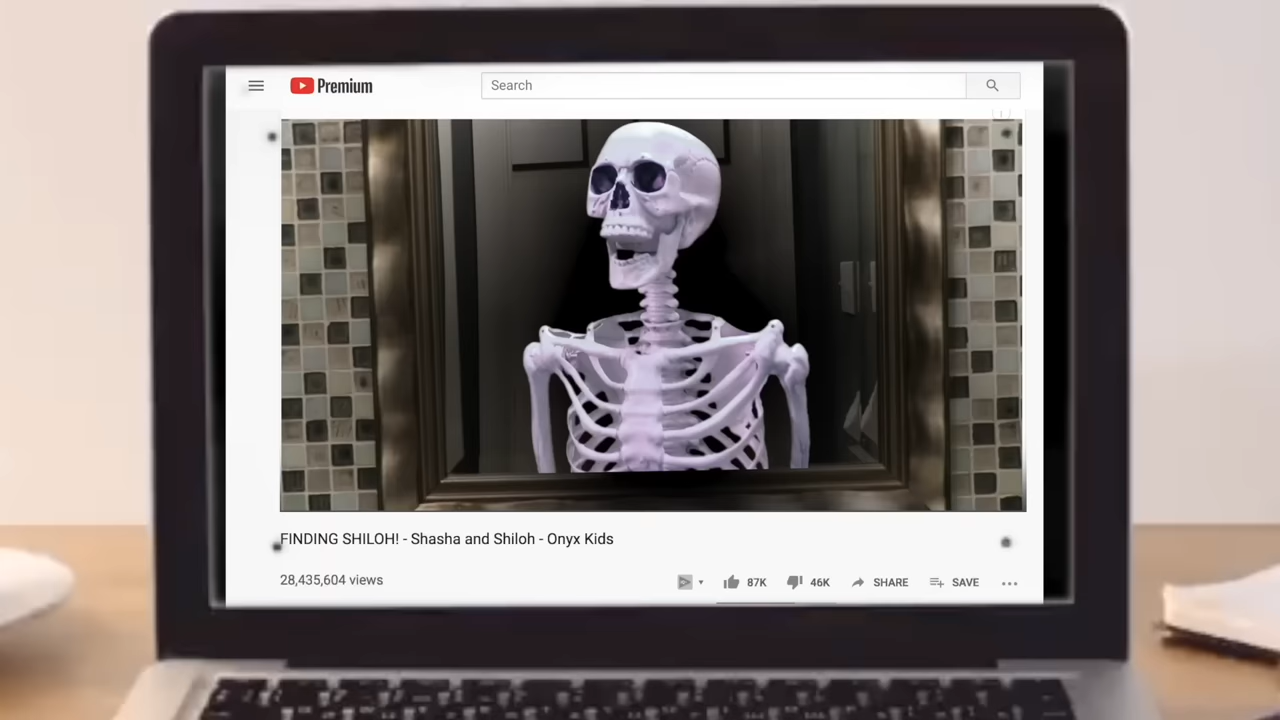 Premium
Search
FINDING SHILOH! - Shasha and Shiloh - Onyx Kids
28,435,604 views
87K
46K
SHARE
SAVE